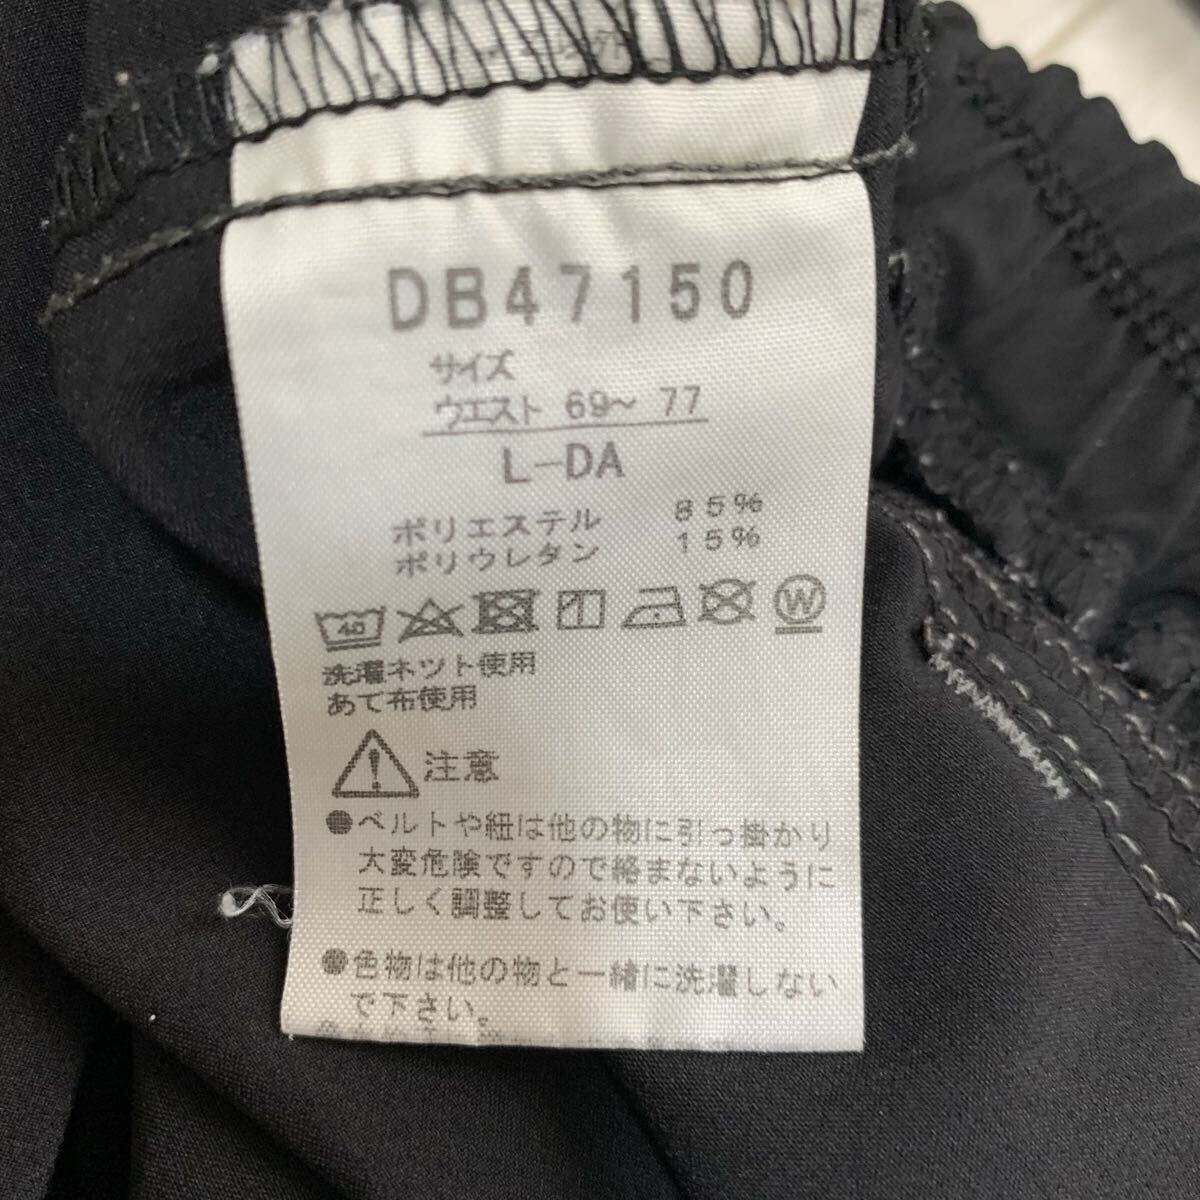 DB47150
サイズ
ウエスト 69〜 77
L-DA
ポリエステル 85%
ポリウレタン 15%
40 W
洗濯ネット使用
あて布使用
注意
●ベルトや紐は他の物に引っ掛かり
大変危険ですので絡まないように
正しく調整してお使い下さい。
●色物は他の物と一緒に洗濯しない
で下さい。